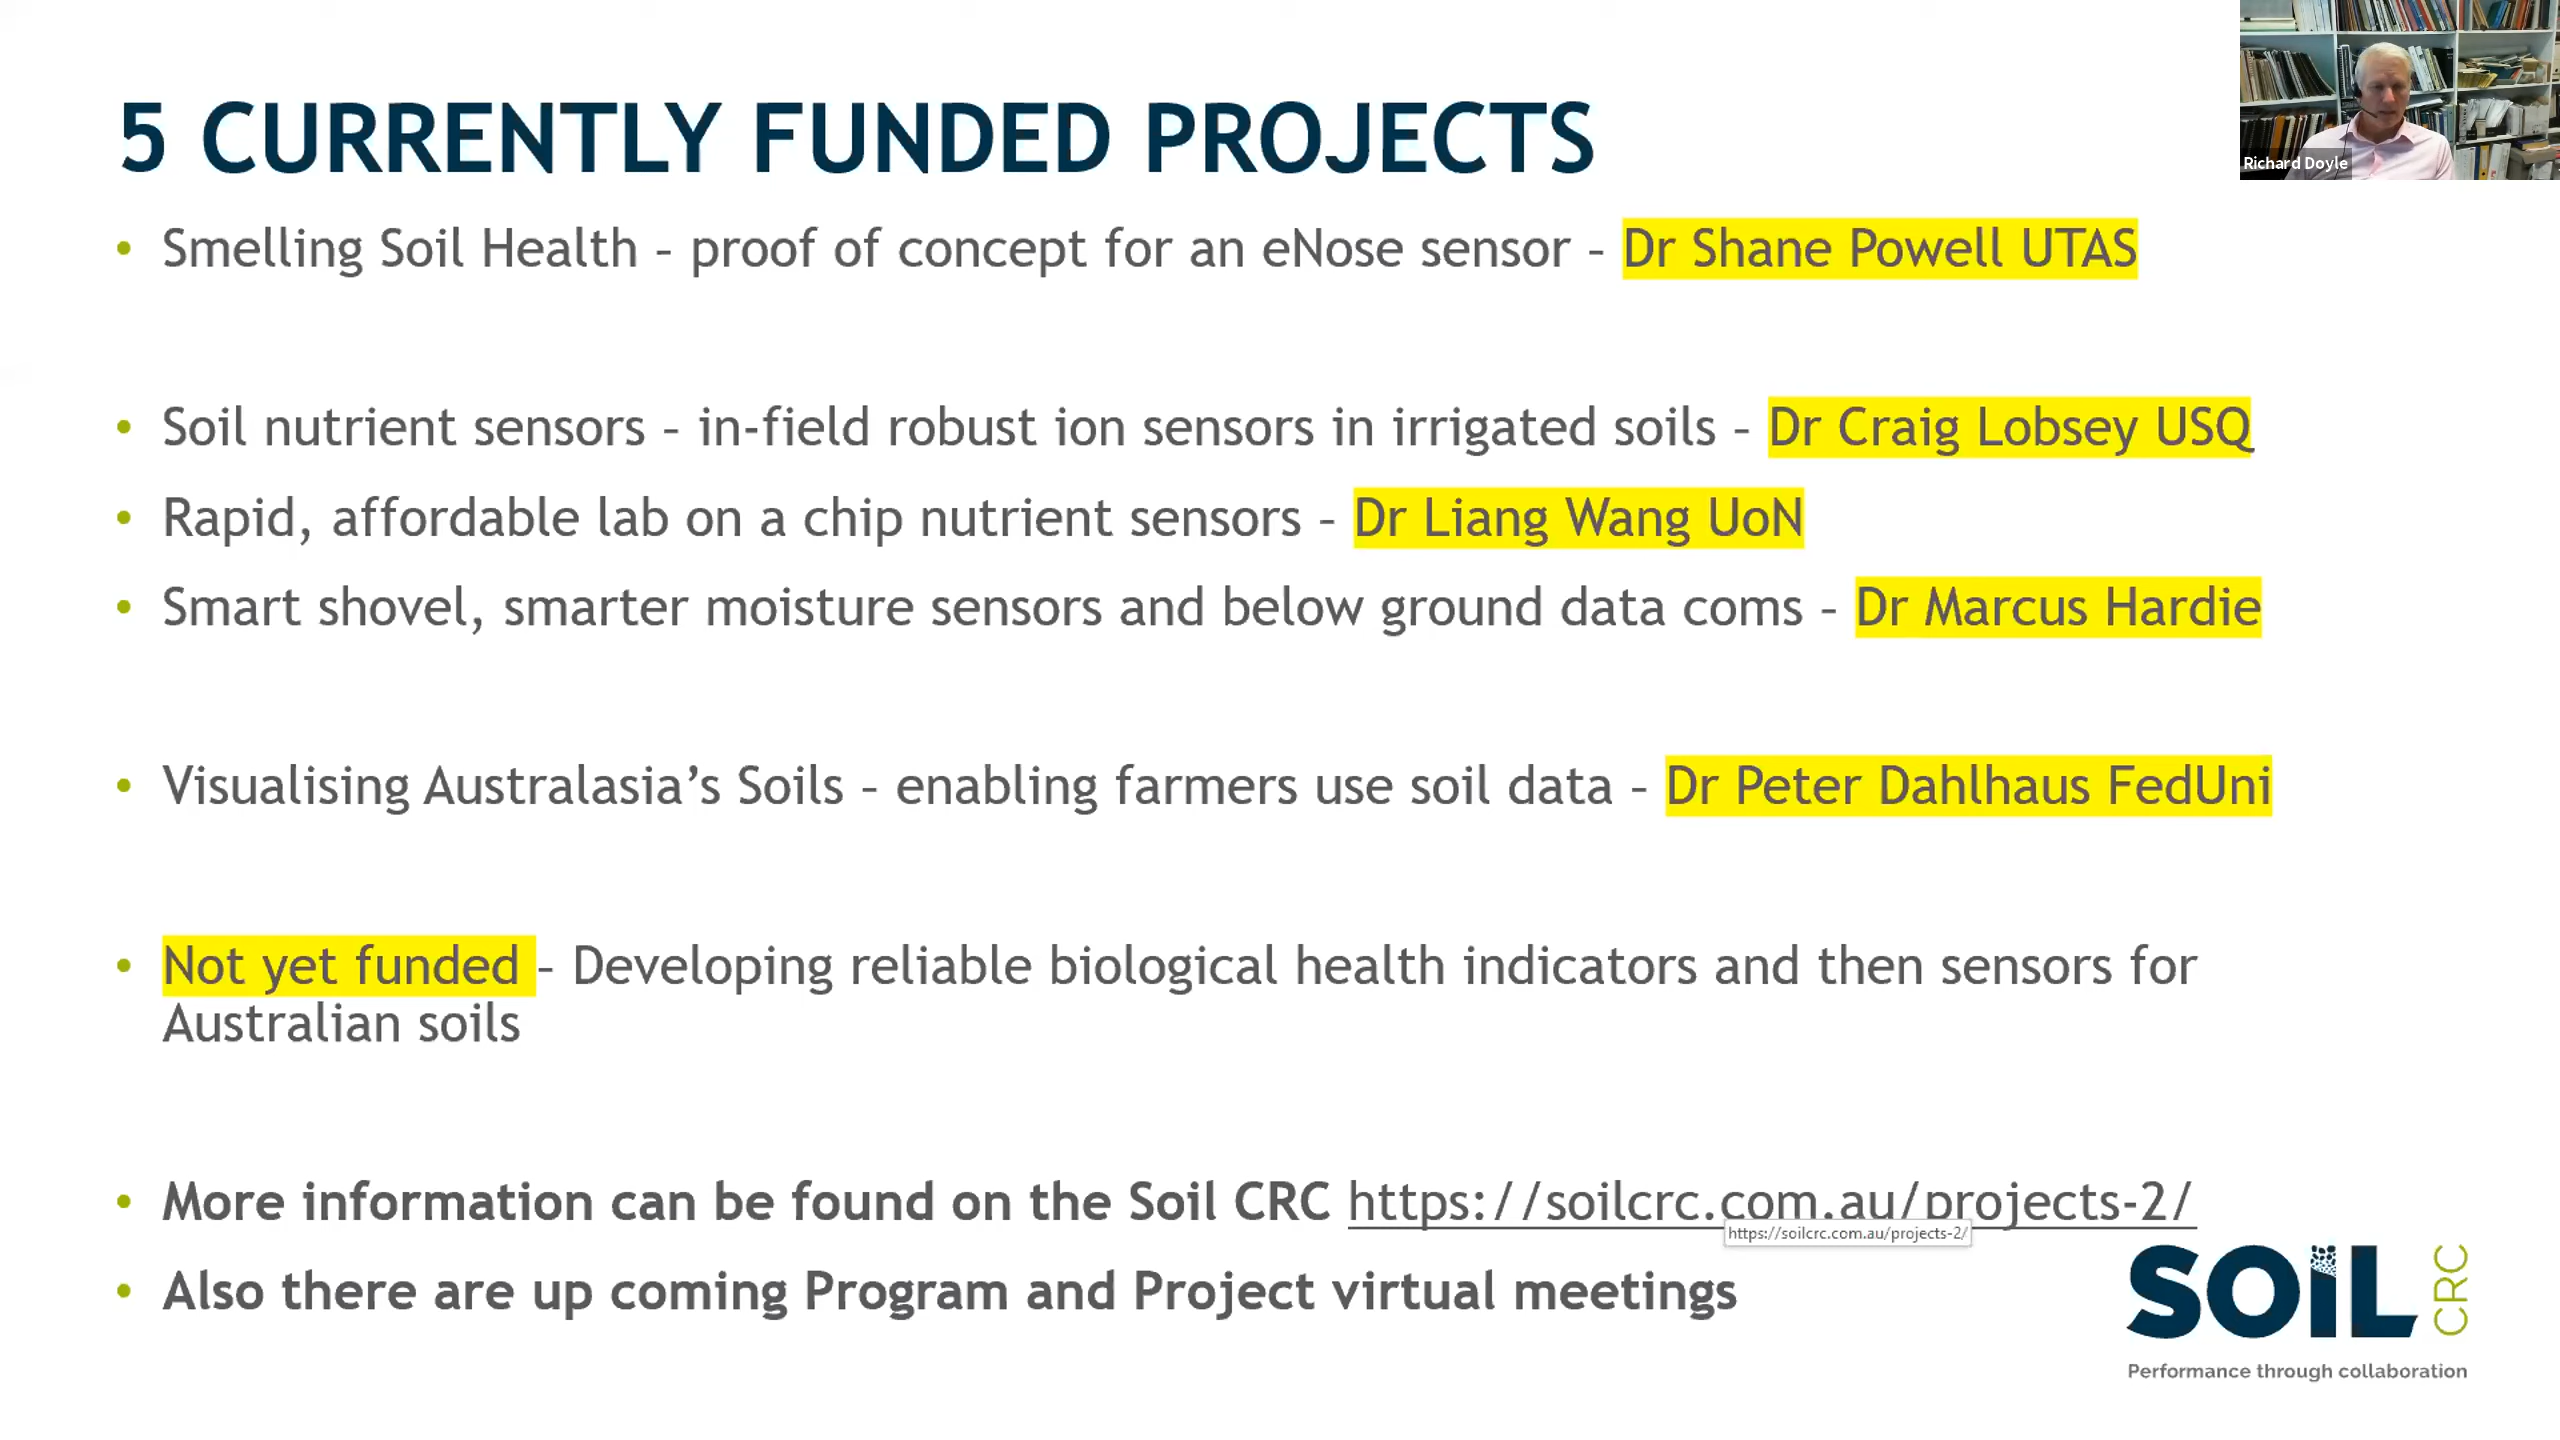 5 CURRENTLY FUNDED PROJECTS
Richard Doyle
• Smelling Soil Health – proof of concept for an eNose sensor – Dr Shane Powell UTAS
• Soil nutrient sensors – in-field robust ion sensors in irrigated soils – Dr Craig Lobsey USQ
• Rapid, affordable lab on a chip nutrient sensors – Dr Liang Wang UoN
• Smart shovel, smarter moisture sensors and below ground data coms – Dr Marcus Hardie
• Visualising Australasia’s Soils – enabling farmers use soil data – Dr Peter Dahlhaus FedUni
• Not yet funded – Developing reliable biological health indicators and then sensors for
Australian soils
• More information can be found on the Soil CRC https://soilcrc.com.au/projects-2/
https://soilcrc.com.au/projects-2/
• Also there are up coming Program and Project virtual meetings
SOiL CRC
Performance through collaboration